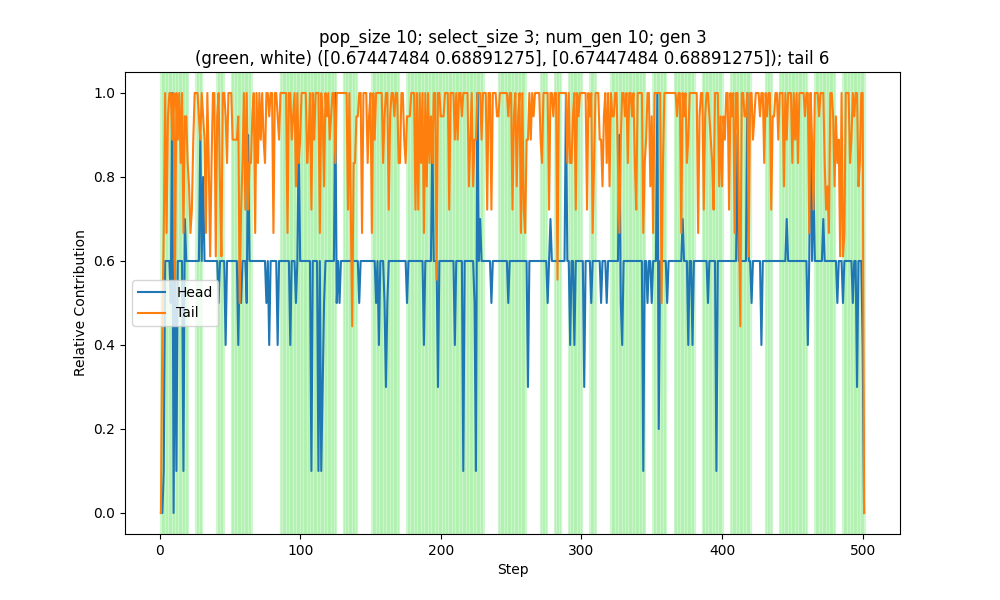 pop_size 10; select_size 3; num_gen 10; gen 3
(green, white) ([0.67447484 0.68891275], [0.67447484 0.68891275]); tail 6
1.0
0.8
0.6
0.4
0.2
0.0
Relative Contribution
Head
Tail
0
100
200
300
400
500
Step